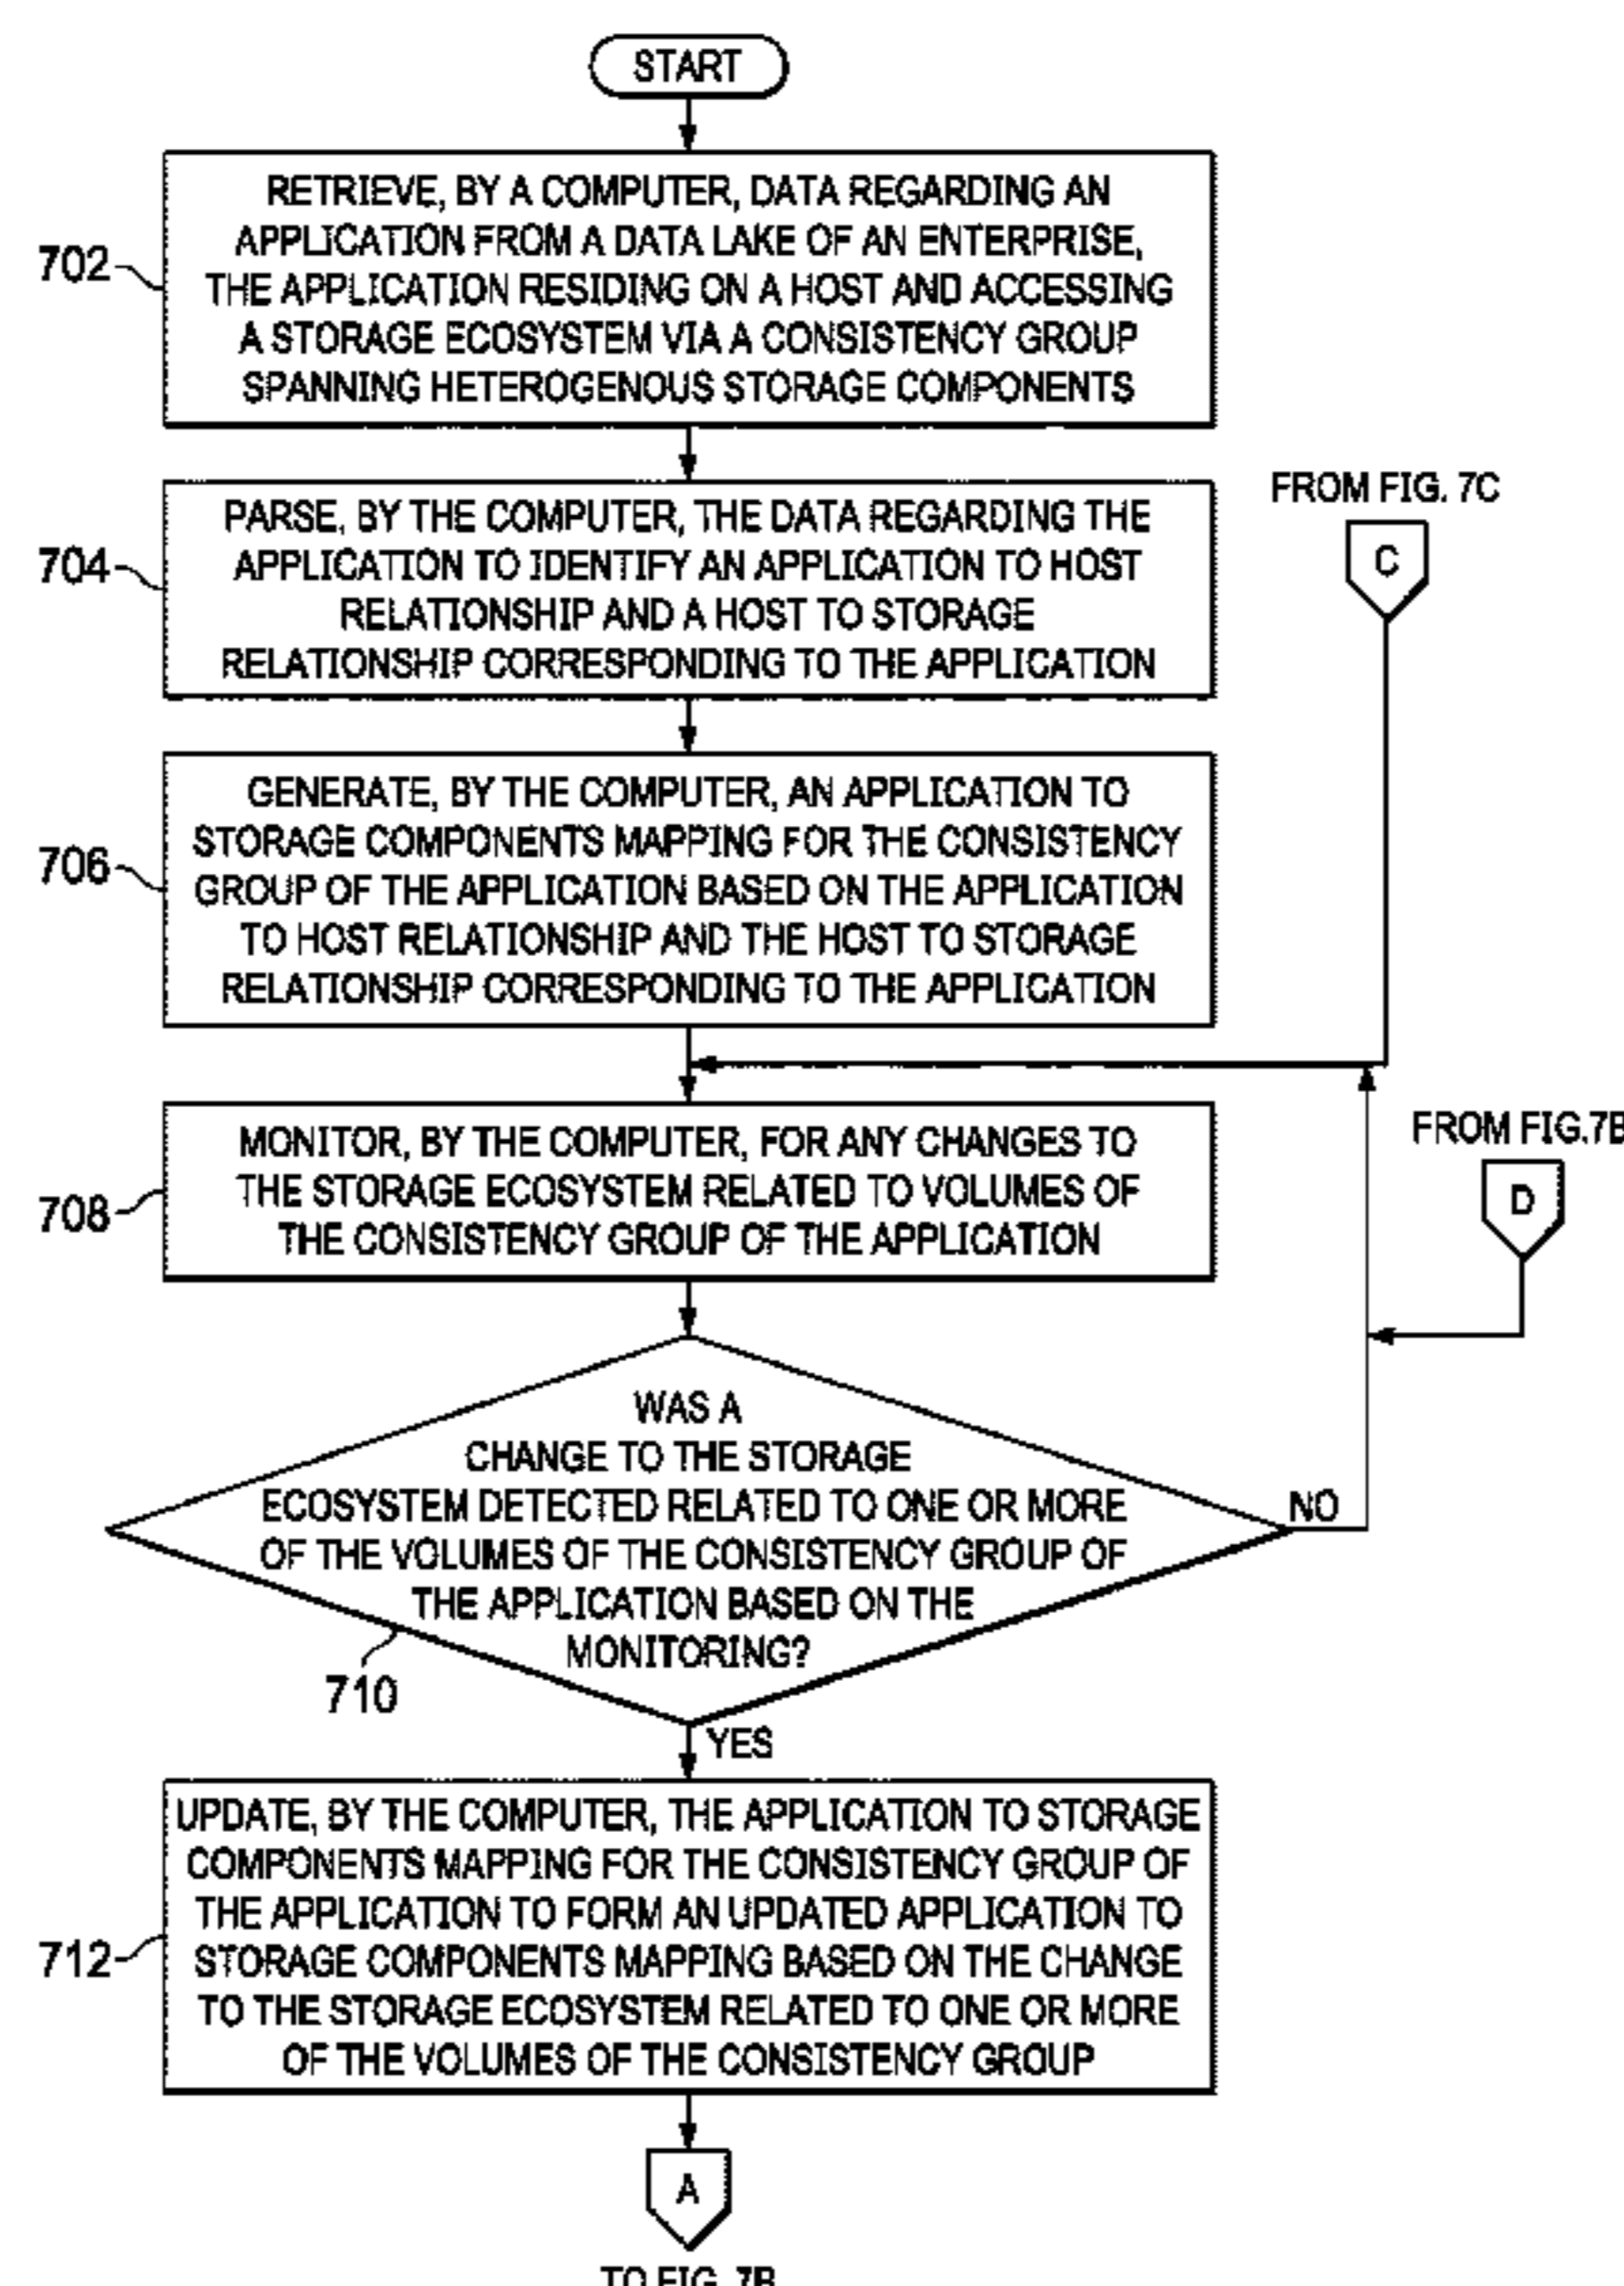 START
RETRIEVE, BY A COMPUTER, DATA REGARDING AN
APPLICATION FROM A DATA LAKE OF AN ENTERPRISE,
THE APPLICATION RESIDING ON A HOST AND ACCESSING
A STORAGE ECOSYSTEM VIA A CONSISTENCY GROUP
SPANNING HETEROGENOUS STORAGE COMPONENTS
702
PARSE, BY THE COMPUTER, THE DATA REGARDING THE
APPLICATION TO IDENTIFY AN APPLICATION TO HOST
RELATIONSHIP AND A HOST TO STORAGE
RELATIONSHIP CORRESPONDING TO THE APPLICATION
704
FROM FIG. 7C
C
GENERATE, BY THE COMPUTER, AN APPLICATION TO
STORAGE COMPONENTS MAPPING FOR THE CONSISTENCY
GROUP OF THE APPLICATION BASED ON THE APPLICATION
TO HOST RELATIONSHIP AND THE HOST TO STORAGE
RELATIONSHIP CORRESPONDING TO THE APPLICATION
706
MONITOR, BY THE COMPUTER, FOR ANY CHANGES TO
THE STORAGE ECOSYSTEM RELATED TO VOLUMES OF
THE CONSISTENCY GROUP OF THE APPLICATION
708
FROM FIG.7B
D
WAS A
CHANGE TO THE STORAGE
ECOSYSTEM DETECTED RELATED TO ONE OR MORE
OF THE VOLUMES OF THE CONSISTENCY GROUP OF
THE APPLICATION BASED ON THE
MONITORING?
NO
710
YES
UPDATE, BY THE COMPUTER, THE APPLICATION TO STORAGE
COMPONENTS MAPPING FOR THE CONSISTENCY GROUP OF
THE APPLICATION TO FORM AN UPDATED APPLICATION TO
STORAGE COMPONENTS MAPPING BASED ON THE CHANGE
TO THE STORAGE ECOSYSTEM RELATED TO ONE OR MORE
OF THE VOLUMES OF THE CONSISTENCY GROUP
712
A
TO FIG. 7B